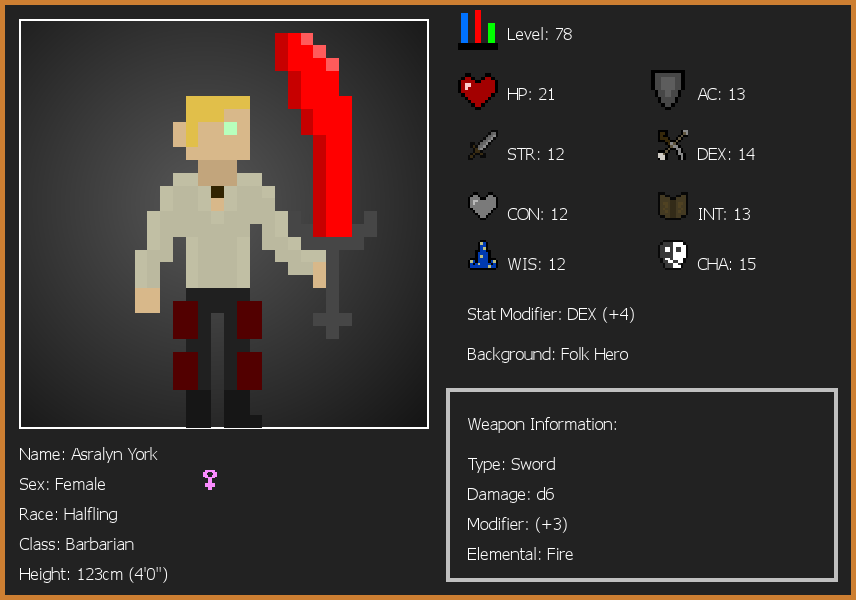 Level: 78
HP: 21
AC: 13
STR: 12
DEX: 14
CON: 12
INT: 13
WIS: 12
CHA: 15
Stat Modifier: DEX (+4)
Background: Folk Hero
Weapon Information:
Type: Sword
Damage: d6
Modifier: (+3)
Elemental: Fire
Name: Asralyn York
Sex: Female
Race: Halfling
Class: Barbarian
Height: 123cm (4'0")